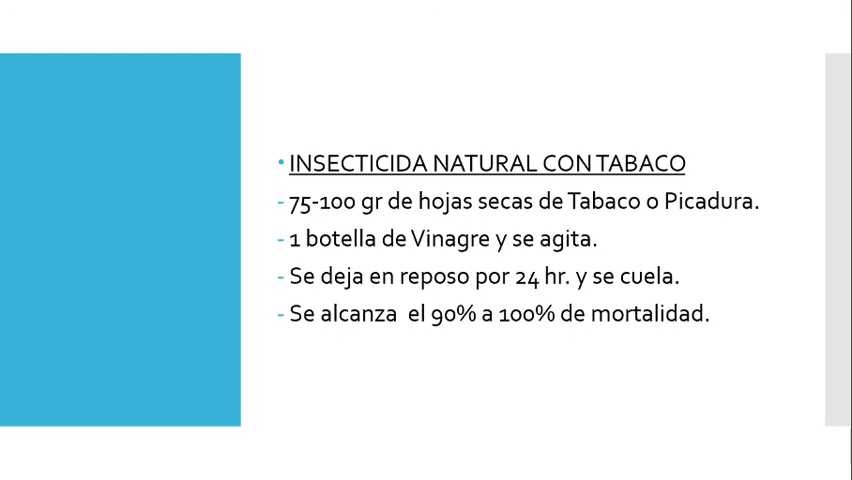 • INSECTICIDA NATURAL CON TABACO
- 75-100 gr de hojas secas de Tabaco o Picadura.
- 1 botella de Vinagre y se agita.
- Se deja en reposo por 24 hr. y se cuela.
- Se alcanza  el 90% a 100% de mortalidad.